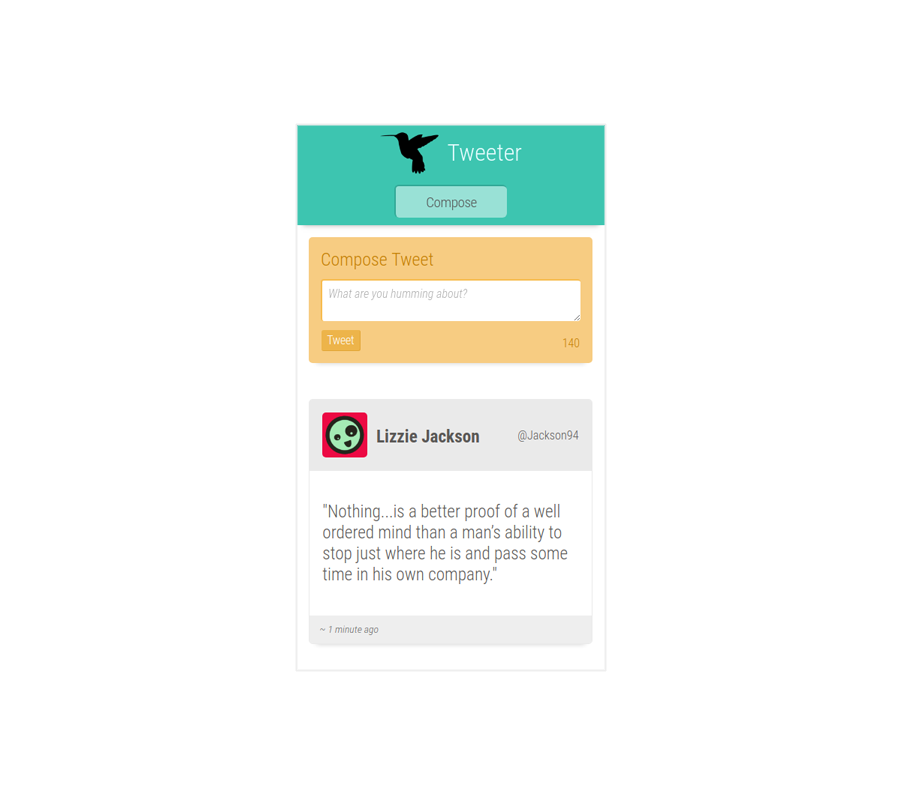 Tweeter
Compose
Compose Tweet
What are you humming about?
Tweet
140
Lizzie Jackson
@Jackson94
"Nothing...is a better proof of a well
ordered mind than a man’s ability to
stop just where he is and pass some
time in his own company."
~ 1 minute ago